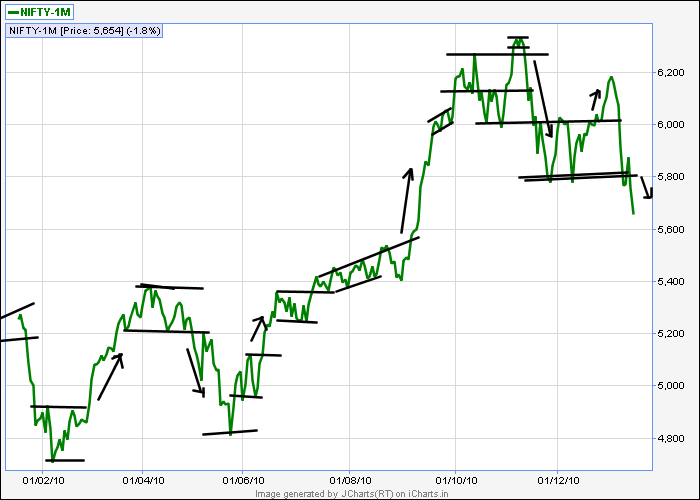 NIFTY-1M
NIFTY-1M [Price: 5,654] (-1.8%)
6,200
6,000
5,800
5,600
5,400
5,200
5,000
4,800
01/02/10 01/04/10 01/06/10 01/08/10 01/10/10 01/12/10
Image generated by JCharts(RT) on iCharts.in